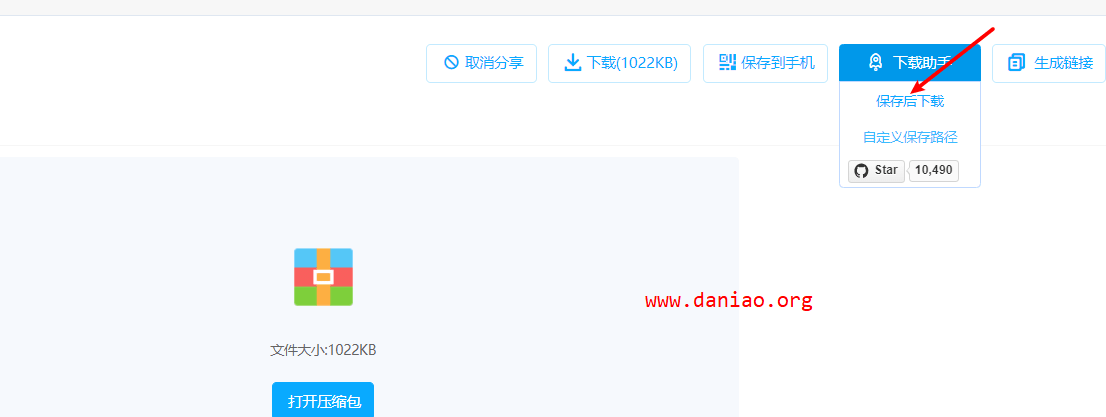 取消分享
下载(1022KB)
保存到手机
下载助手
生成链接
保存后下载
自定义保存路径
Star 10,490
www.daniao.org
文件大小:1022KB
打开压缩包